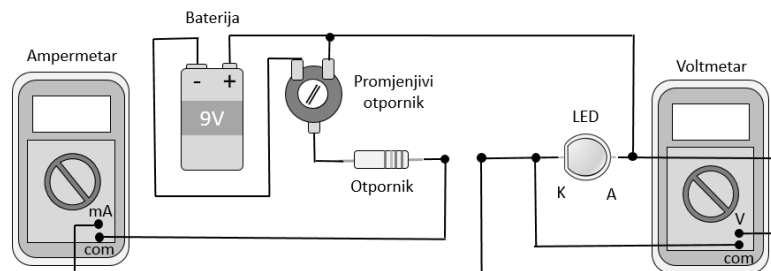 Baterija
Ampermetar
Voltmetar
- +
Promjenjivi
otpornik
9V
LED
Otpornik
K
A
mA
com
V
com